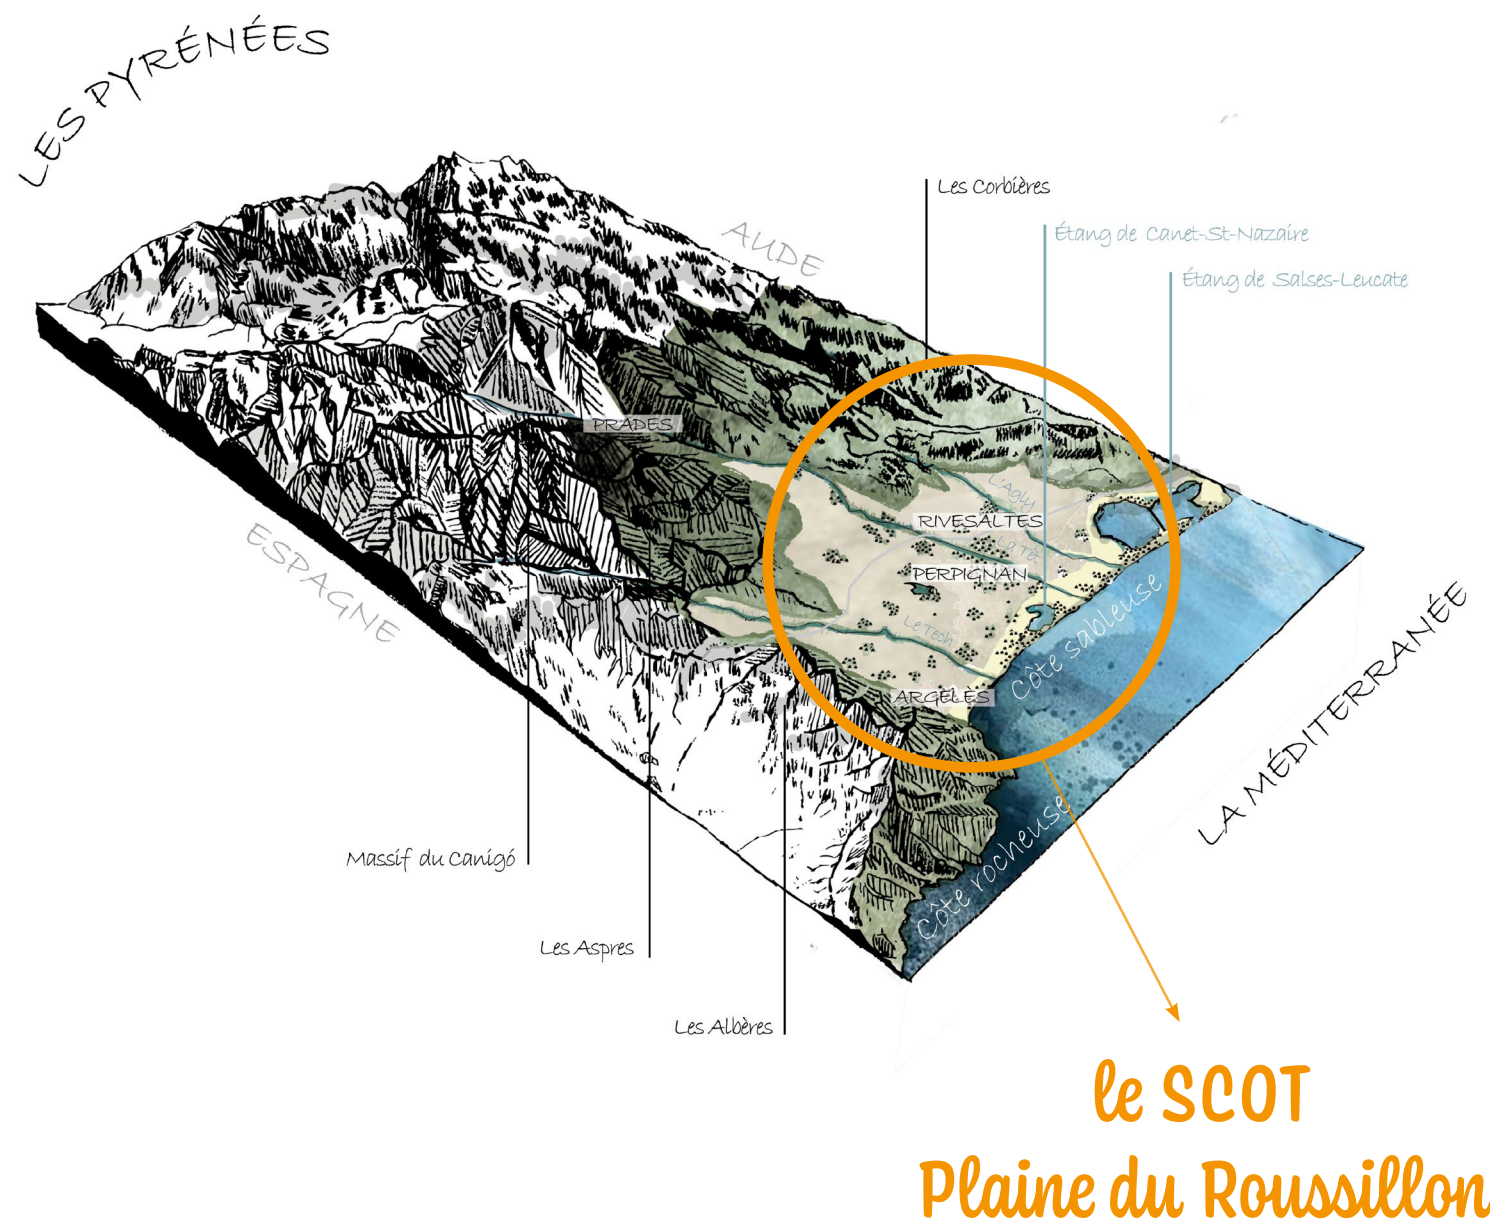 LES PYRÉNÉES
Les Corbières
AUDE
Étang de Canet-St-Nazaire
Étang de Salses-Leucate
PRADES
L'Agly
RIVESALTES
La Têt
PERPIGNAN
ESPAGNE
Le Tech
Côte sableuse
ARGELÈS
LA MÉDITERRANÉE
Côte rocheuse
Massif du Canigó
Les Aspres
Les Albères
le SCOT
Plaine du Roussillon